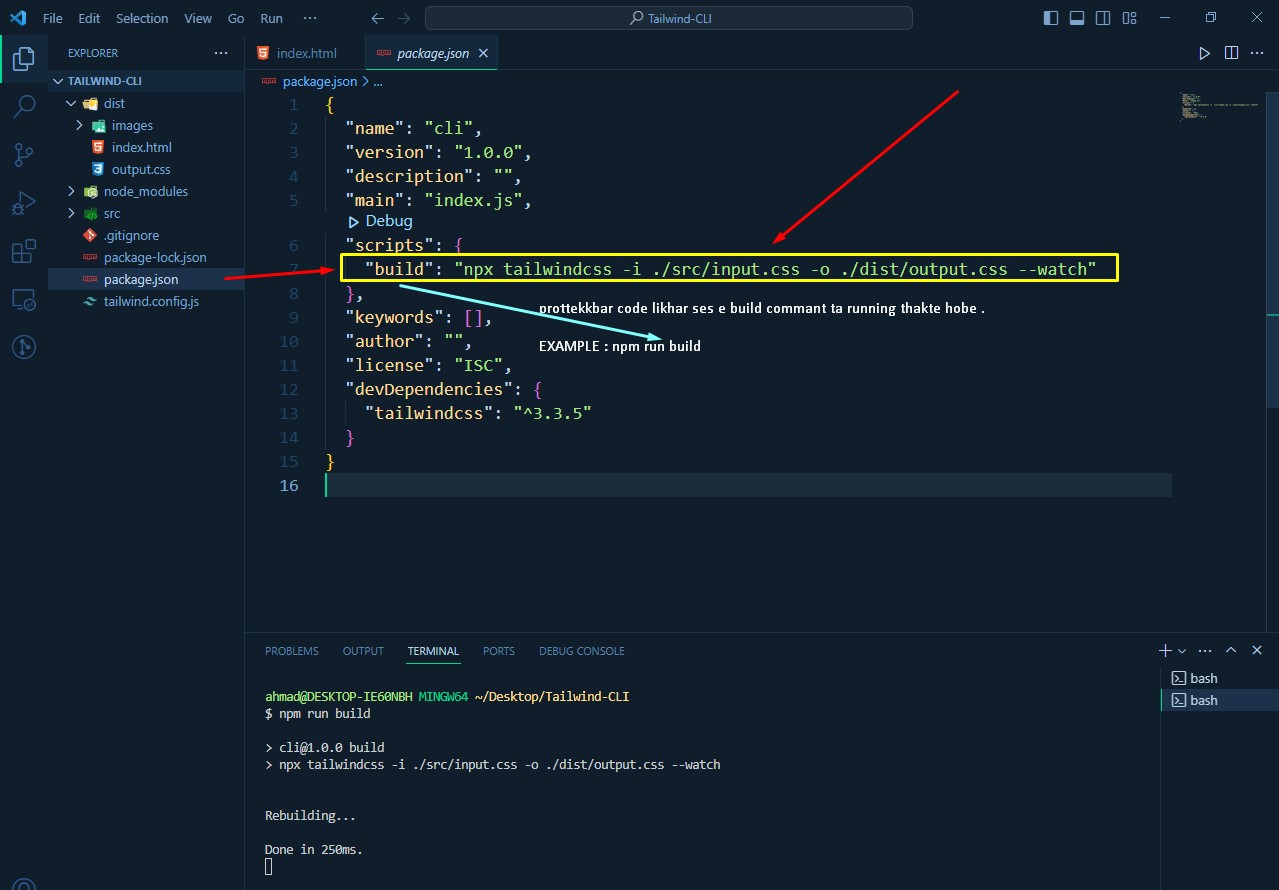 File Edit Selection View Go Run ···
Tailwind-CLI
EXPLORER ···
TAILWIND-CLI
dist
images
index.html
output.css
node_modules
src
.gitignore
package-lock.json
package.json
tailwind.config.js
index.html
package.json
package.json > ...
1 {
2 "name": "cli",
3 "version": "1.0.0",
4 "description": "",
5 "main": "index.js",
Debug
6 "scripts": {
7 "build": "npx tailwindcss -i ./src/input.css -o ./dist/output.css --watch"
8 },
prottekkbar code likhar ses e build commant ta running thakte hobe .
9 "keywords": [],
10 "author": "",
EXAMPLE : npm run build
11 "license": "ISC",
12 "devDependencies": {
13 "tailwindcss": "^3.3.5"
14 }
15 }
16
PROBLEMS OUTPUT TERMINAL PORTS DEBUG CONSOLE
bash
bash
ahmad@DESKTOP-IE60NBH MINGW64 ~/Desktop/Tailwind-CLI
$ npm run build
> cli@1.0.0 build
> npx tailwindcss -i ./src/input.css -o ./dist/output.css --watch
Rebuilding...
Done in 250ms.